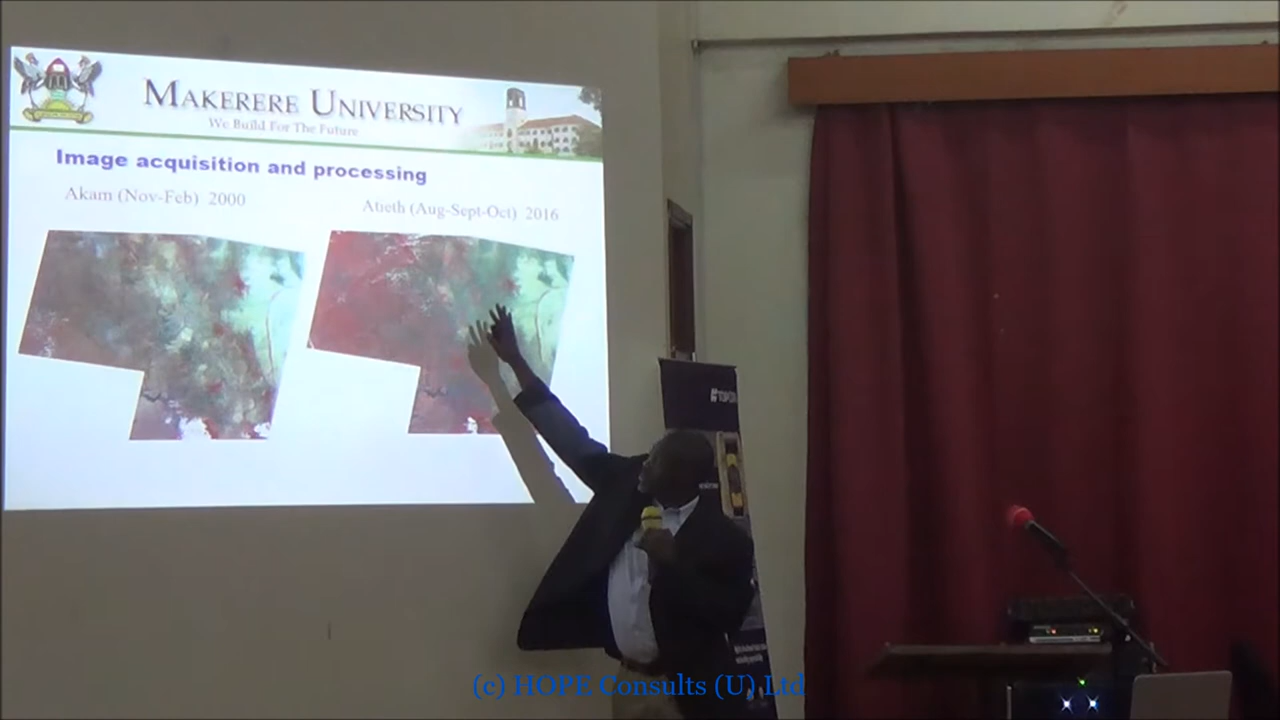 MAKERERE UNIVERSITY
We Build For The Future
Image acquisition and processing
Akam (Nov-Feb) 2000
Atieth (Aug-Sept-Oct) 2016
(c) HOPE Consults (U) Ltd